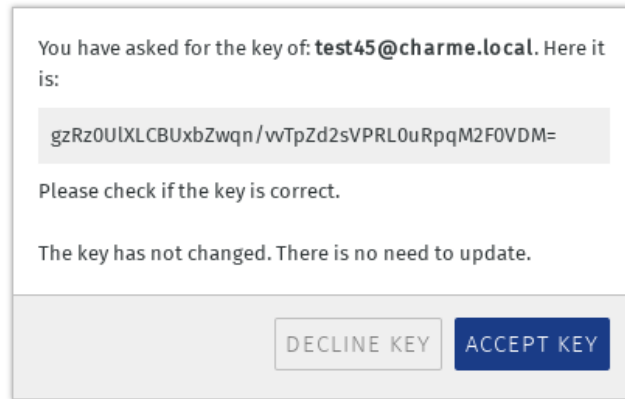 You have asked for the key of: test45@charme.local. Here it
is:
gzRz0UlXLCBUxbZwqn/vvTpZd2sVPRL0uRpqM2F0VDM=
Please check if the key is correct.
The key has not changed. There is no need to update.
DECLINE KEY
ACCEPT KEY